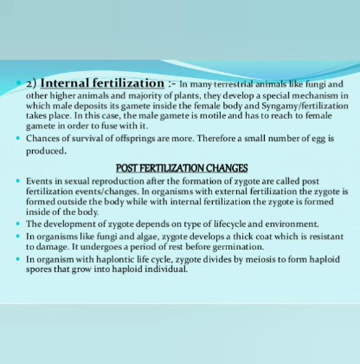 2) Internal fertilization :- In many terrestrial animals like fungi and
other higher animals and majority of plants, they develop a special mechanism in
which male deposits its gamete inside the female body and Syngamy/fertilization
takes place. In this case, the male gamete is motile and has to reach to female
gamete in order to fuse with it.
Chances of survival of offsprings are more. Therefore a small number of egg is
produced.
POST FERTILIZATION CHANGES
Events in sexual reproduction after the formation of zygote are called post
fertilization events/changes. In organisms with external fertilization the zygote is
formed outside the body while with internal fertilization the zygote is formed
inside of the body.
The development of zygote depends on type of lifecycle and environment.
In organisms like fungi and algae, zygote develops a thick coat which is resistant
to damage. It undergoes a period of rest before germination.
In organism with haplontic life cycle, zygote divides by meiosis to form haploid
spores that grow into haploid individual.